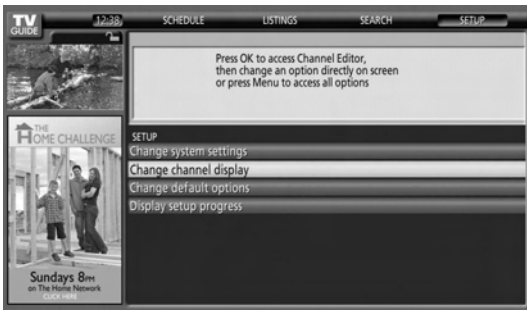 TV
GUIDE
12:38
SCHEDULE
LISTINGS
SEARCH
SETUP
Press OK to access Channel Editor,
then change an option directly on screen
or press Menu to access all options
THE
HOME CHALLENGE
SETUP
Change system settings
Change channel display
Change default options
Display setup progress
Sundays 8PM
on The Home Network
CLICK HERE